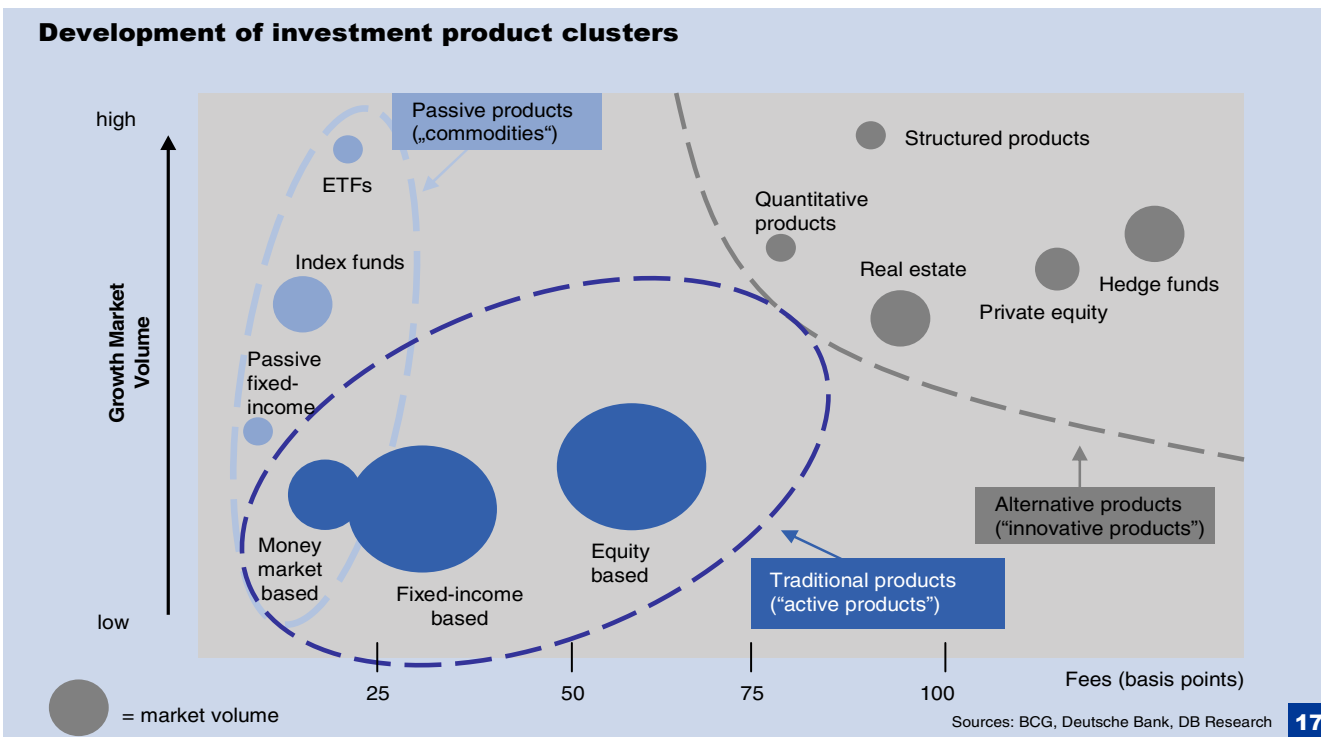 Development of investment product clusters
high
Passive products
(„commodities“)
Structured products
ETFs
Quantitative
products
Index funds
Real estate
Hedge funds
Private equity
Growth Market
Volume
Passive
fixed-
income
Alternative products
(“innovative products”)
Money
market
based
Equity
based
Fixed-income
based
Traditional products
(“active products”)
low
25
50
75
100
Fees (basis points)
= market volume
Sources: BCG, Deutsche Bank, DB Research
17